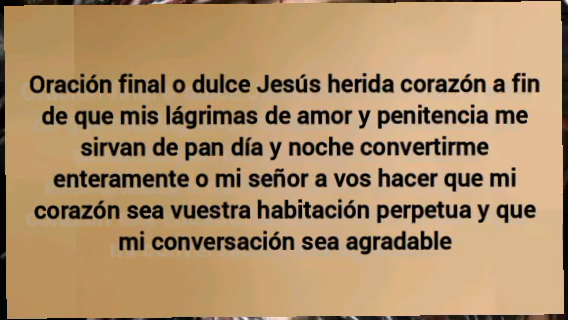 Oración final o dulce Jesús herida corazón a fin
de que mis lágrimas de amor y penitencia me
sirvan de pan día y noche convertirme
enteramente o mi señor a vos hacer que mi
corazón sea vuestra habitación perpetua y que
mi conversación sea agradable